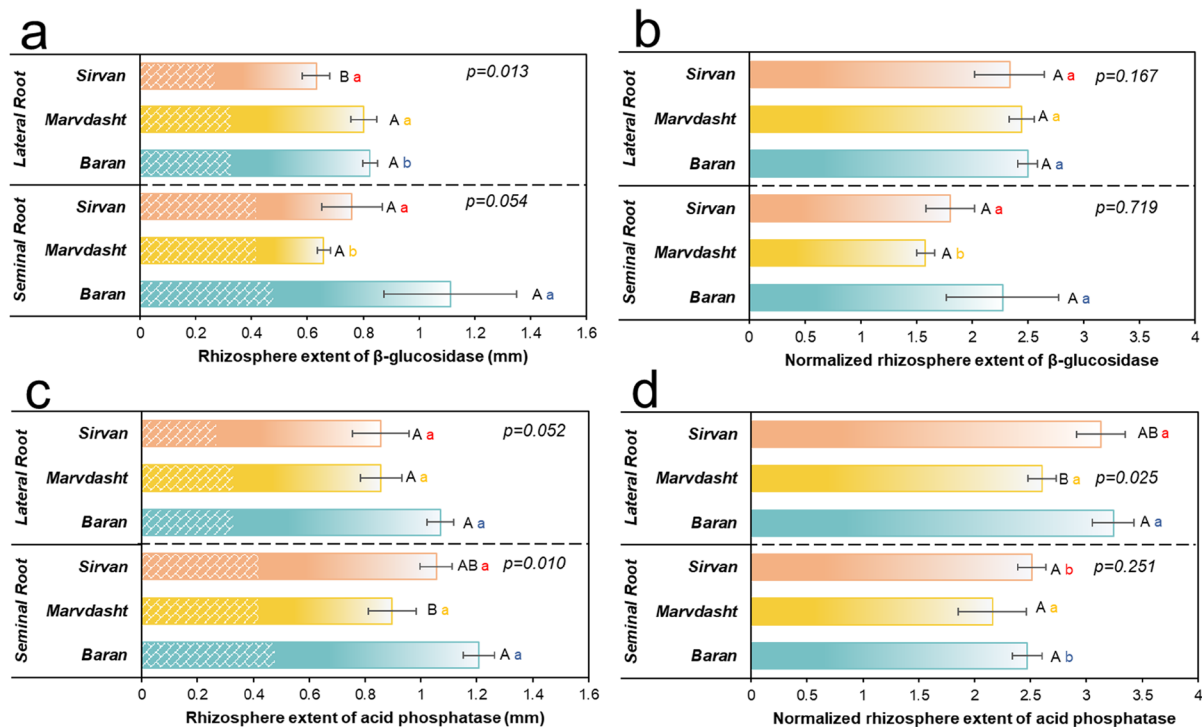 a
Lateral Root
Sirvan
B a
p=0.013
Marvdasht
A a
Baran
A b
Seminal Root
Sirvan
A a
p=0.054
Marvdasht
A b
Baran
A a
0 0.2 0.4 0.6 0.8 1 1.2 1.4 1.6
Rhizosphere extent of β-glucosidase (mm)
b
Lateral Root
Sirvan
A a
p=0.167
Marvdasht
A a
Baran
A a
Seminal Root
Sirvan
A a
p=0.719
Marvdasht
A b
Baran
A a
0 0.5 1 1.5 2 2.5 3 3.5 4
Normalized rhizosphere extent of β-glucosidase
c
Lateral Root
Sirvan
A a
p=0.052
Marvdasht
A a
Baran
A a
Seminal Root
Sirvan
AB a
p=0.010
Marvdasht
B a
Baran
A a
0 0.2 0.4 0.6 0.8 1 1.2 1.4 1.6
Rhizosphere extent of acid phosphatase (mm)
d
Lateral Root
Sirvan
AB a
Marvdasht
B a
p=0.025
Baran
A a
Seminal Root
Sirvan
A b
p=0.251
Marvdasht
A a
Baran
A b
0 0.5 1 1.5 2 2.5 3 3.5 4
Normalized rhizosphere extent of acid phosphatase